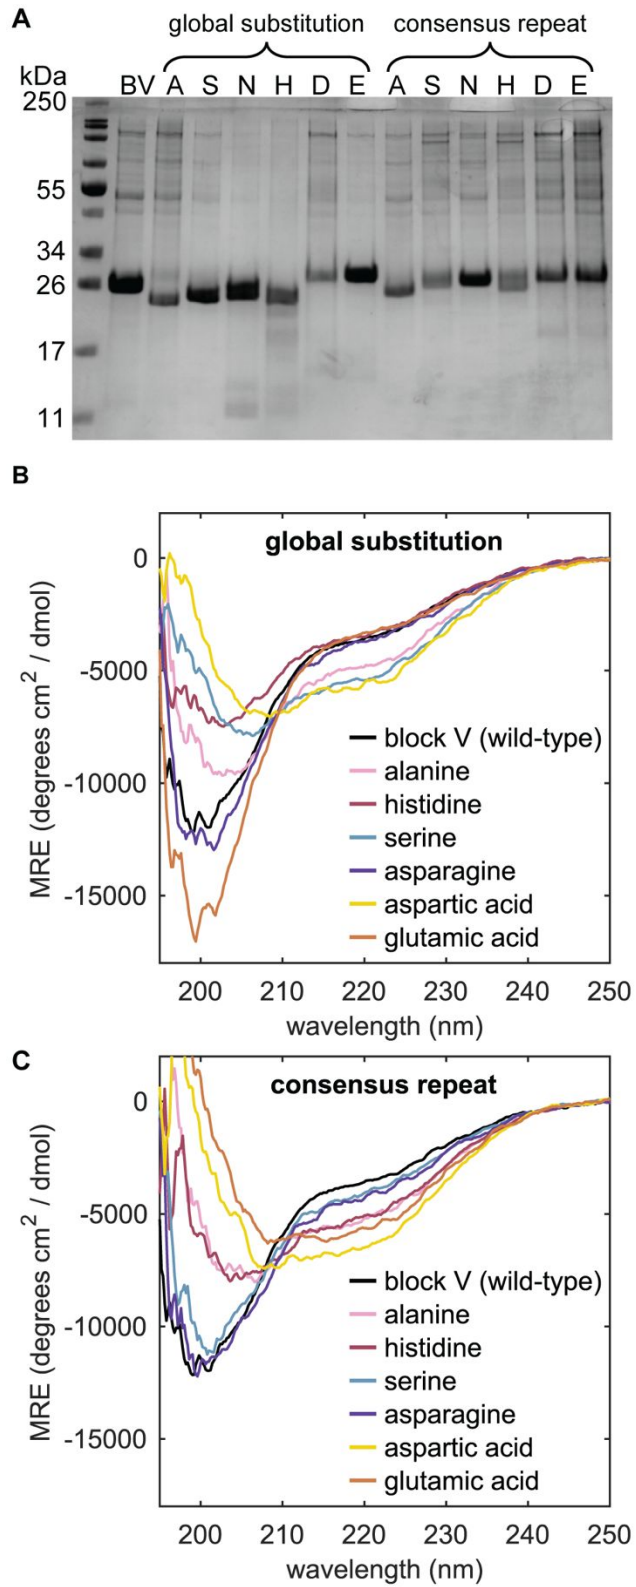 A
global substitution consensus repeat
kDa
BV A S N H D E A S N H D E
250
55
34
26
17
11
B
global substitution
0
-5000
-10000
-15000
MRE (degrees cm² / dmol)
block V (wild-type)
alanine
histidine
serine
asparagine
aspartic acid
glutamic acid
200 210 220 230 240 250
wavelength (nm)
C
consensus repeat
0
-5000
-10000
-15000
MRE (degrees cm² / dmol)
block V (wild-type)
alanine
histidine
serine
asparagine
aspartic acid
glutamic acid
200 210 220 230 240 250
wavelength (nm)